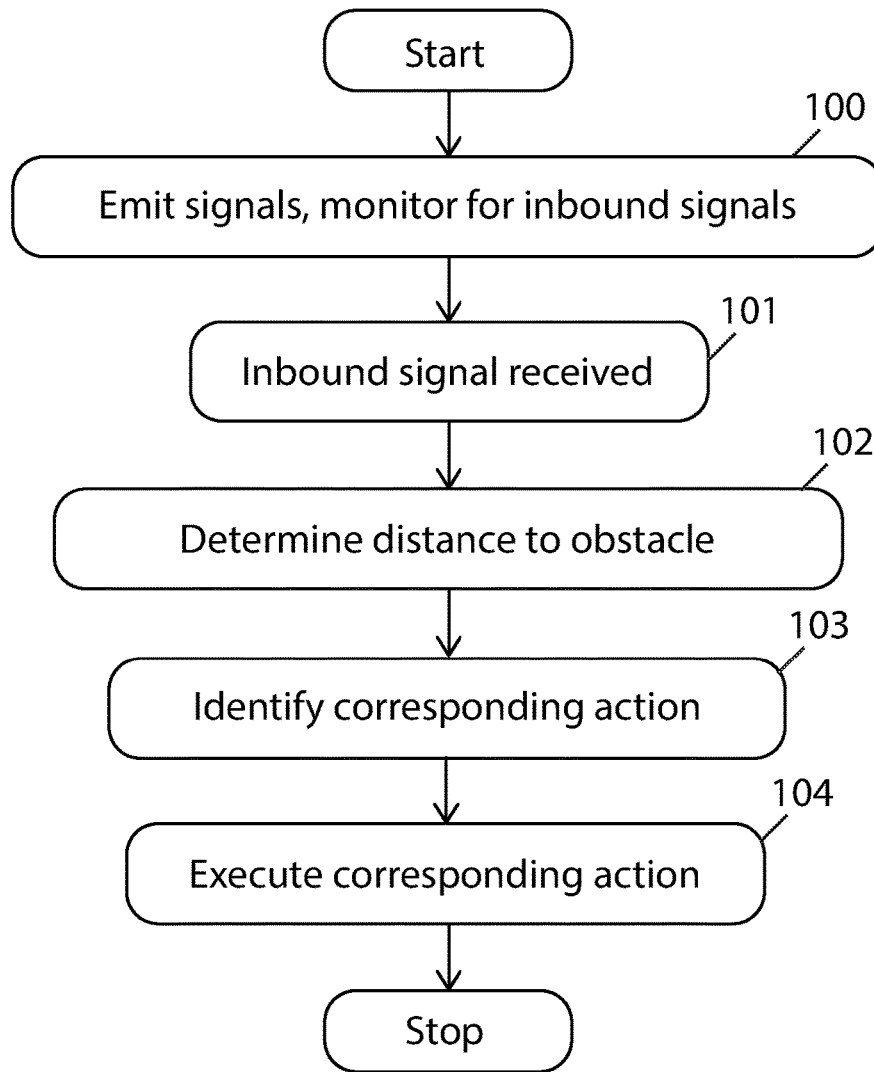 Start
100
Emit signals, monitor for inbound signals
101
Inbound signal received
102
Determine distance to obstacle
103
Identify corresponding action
104
Execute corresponding action
Stop